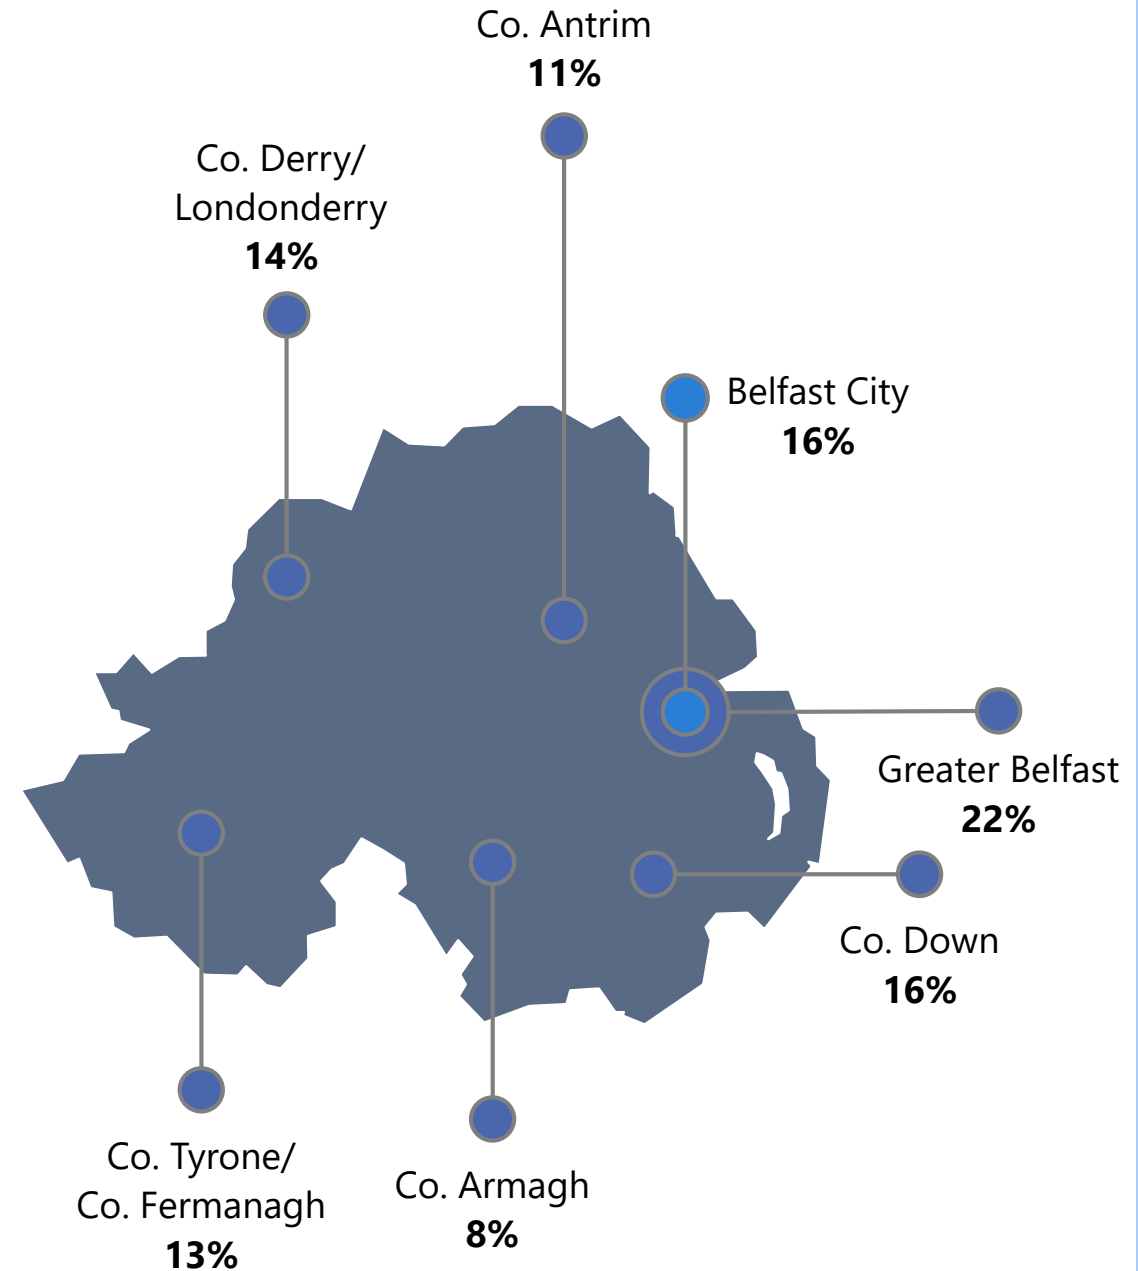 Co. Antrim
11%
Co. Derry/
Londonderry
14%
Belfast City
16%
Greater Belfast
22%
Co. Down
16%
Co. Tyrone/
Co. Fermanagh
13%
Co. Armagh
8%